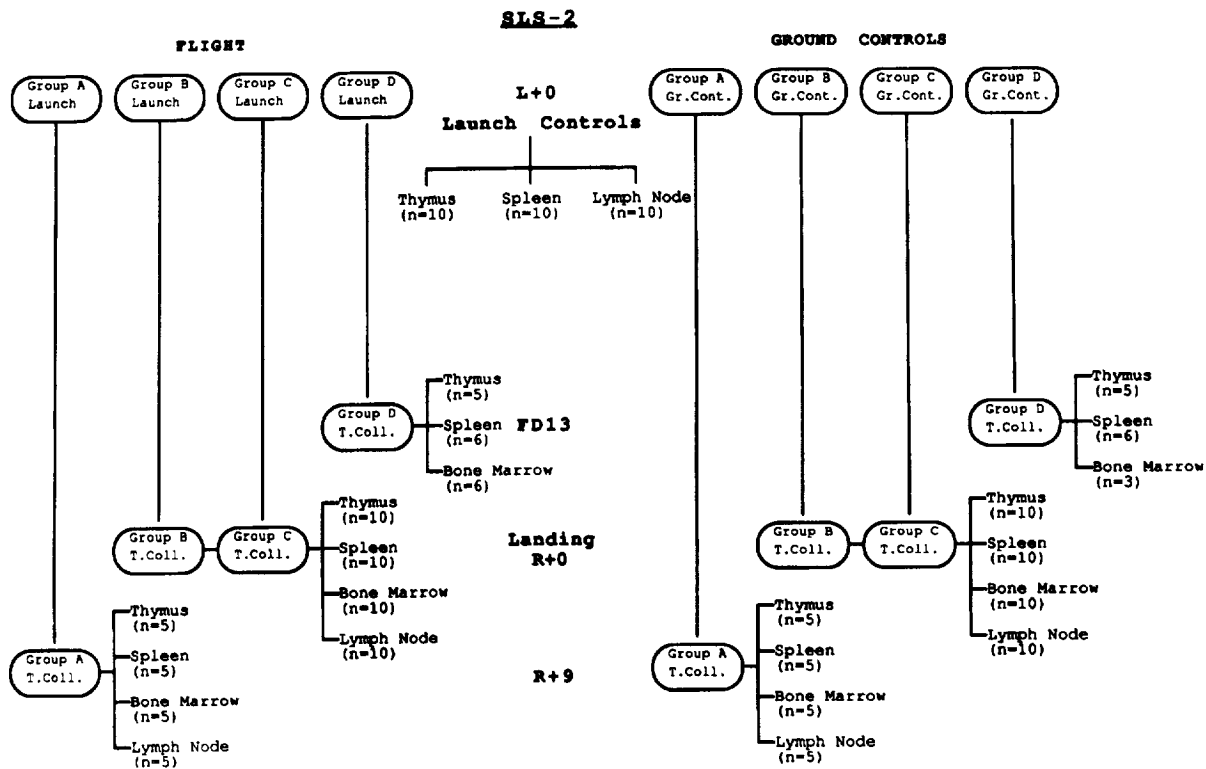 SLS-2
FLIGHT
GROUND CONTROLS
Group A
Launch
Group B
Launch
Group C
Launch
Group D
Launch
L+0
Launch Controls
Thymus
(n=10)
Spleen
(n=10)
Lymph Node
(n=10)
Group A
Gr.Cont.
Group B
Gr.Cont.
Group C
Gr.Cont.
Group D
Gr.Cont.
Group D
T.Coll.
Thymus
(n=5)
Spleen
(n=6)
Bone Marrow
(n=6)
FD13
Group D
T.Coll.
Thymus
(n=5)
Spleen
(n=6)
Bone Marrow
(n=3)
Group B
T.Coll.
Group C
T.Coll.
Thymus
(n=10)
Spleen
(n=10)
Bone Marrow
(n=10)
Lymph Node
(n=10)
Landing
R+0
Group B
T.Coll.
Group C
T.Coll.
Thymus
(n=10)
Spleen
(n=10)
Bone Marrow
(n=10)
Lymph Node
(n=10)
Group A
T.Coll.
Thymus
(n=5)
Spleen
(n=5)
Bone Marrow
(n=5)
Lymph Node
(n=5)
R+9
Group A
T.Coll.
Thymus
(n=5)
Spleen
(n=5)
Bone Marrow
(n=5)
Lymph Node
(n=5)